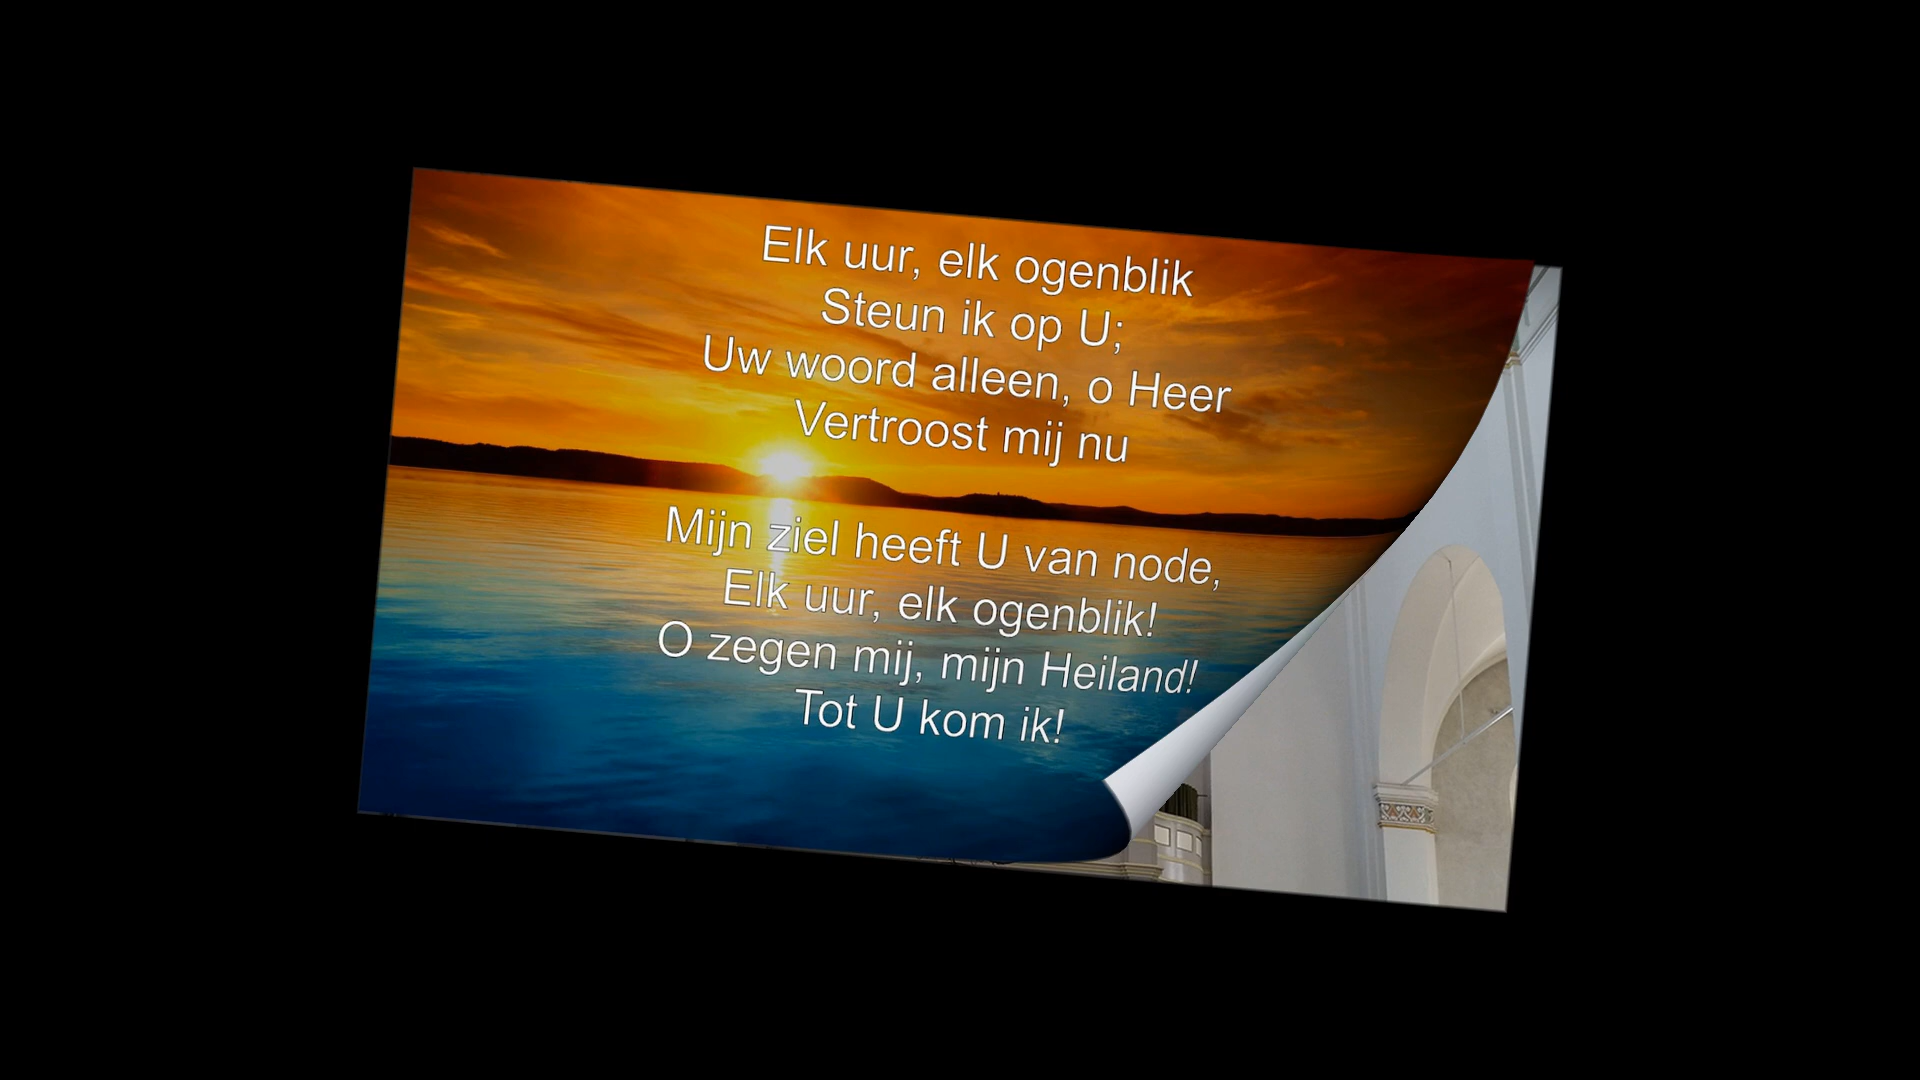 Elk uur, elk ogenblik
Steun ik op U;
Uw woord alleen, o Heer
Vertroost mij nu
Mijn ziel heeft U van node,
Elk uur, elk ogenblik!
O zegen mij, mijn Heiland!
Tot U kom ik!